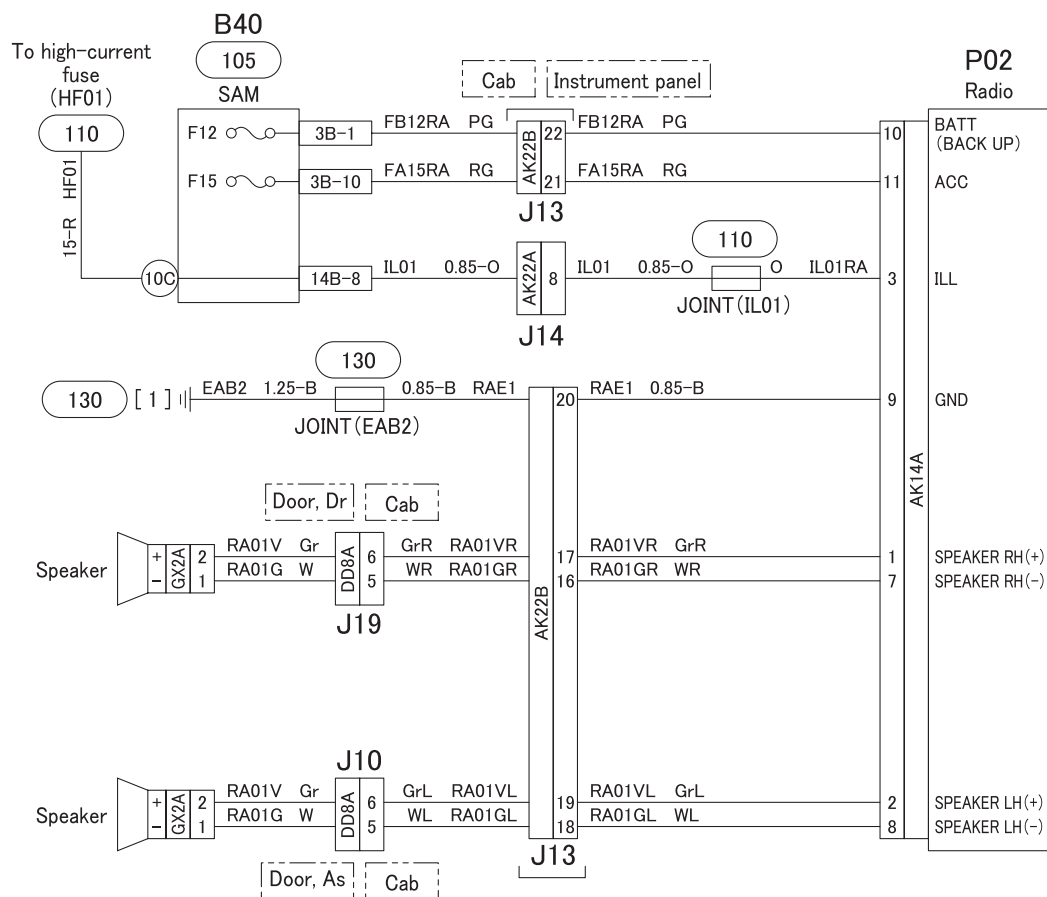 B40
To high-current
fuse
(HF01)
105
SAM
Cab
Instrument panel
P02
Radio
110
F12
3B-1
FB12RA PG
AK22B
22
FB12RA PG
10
BATT
(BACK UP)
F15
3B-10
FA15RA RG
21
FA15RA RG
11
ACC
J13
15-R HF01
110
10C
14B-8
IL01 0.85-O
AK22A
8
IL01 0.85-O
O IL01RA
3
ILL
JOINT(IL01)
J14
130
130
[1]
EAB2 1.25-B
0.85-B RAE1
20
RAE1 0.85-B
9
GND
JOINT(EAB2)
AK14A
Door, Dr
Cab
Speaker
+
-
GX2A
2
1
RA01V Gr
RA01G W
DD8A
6
5
GrR RA01VR
WR RA01GR
17
16
RA01VR GrR
RA01GR WR
1
7
SPEAKER RH(+)
SPEAKER RH(-)
J19
AK22B
J10
Speaker
+
-
GX2A
2
1
RA01V Gr
RA01G W
DD8A
6
5
GrL RA01VL
WL RA01GL
19
18
RA01VL GrL
RA01GL WL
2
8
SPEAKER LH(+)
SPEAKER LH(-)
J13
Door, As
Cab